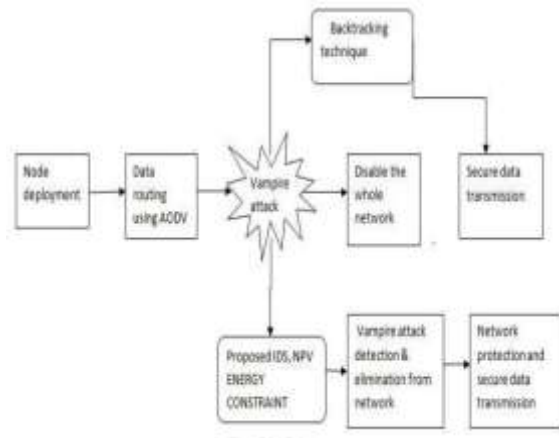 Backtracking
technique
Node
deployment
Data
routing
using AODV
Vampire
attack
Disable the
whole
network
Secure data
transmission
Proposed IDS, NPV
ENERGY
CONSTRAINT
Vampire attack
detection &
elimination from
network
Network
protection and
secure data
transmission